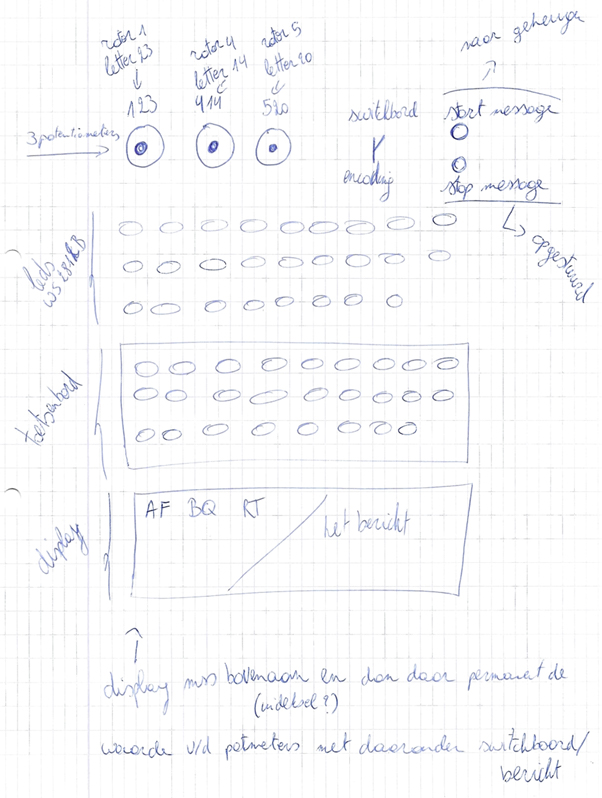 rotor 1
letter 23
rotor 4
letter 14
rotor 5
letter 20
naar geheugen
123
414
520
switchbord
start message
3 potentiometers
encoding
stop message
opgestuurd
leds
WS2812B
toetsenbord
display
AF BQ RT
het bericht
display mss bovenaan en dan daar permanent de
(in deksel?)
waarde v/d potmeters met daaronder switchboard/
bericht